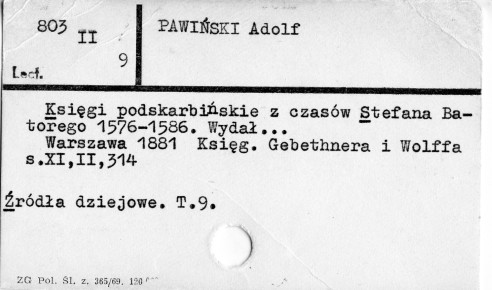 803 II
9
Lect.
PAWIŃSKI Adolf
Księgi podskarbińskie z czasów Stefana Ba-
torego 1576-1586. Wydał...
Warszawa 1881 Księg. Gebethnera i Wolffa
s.XI,II,314
Źródła dziejowe. T.9.
ZG Pol. Śl. z. 365/69.